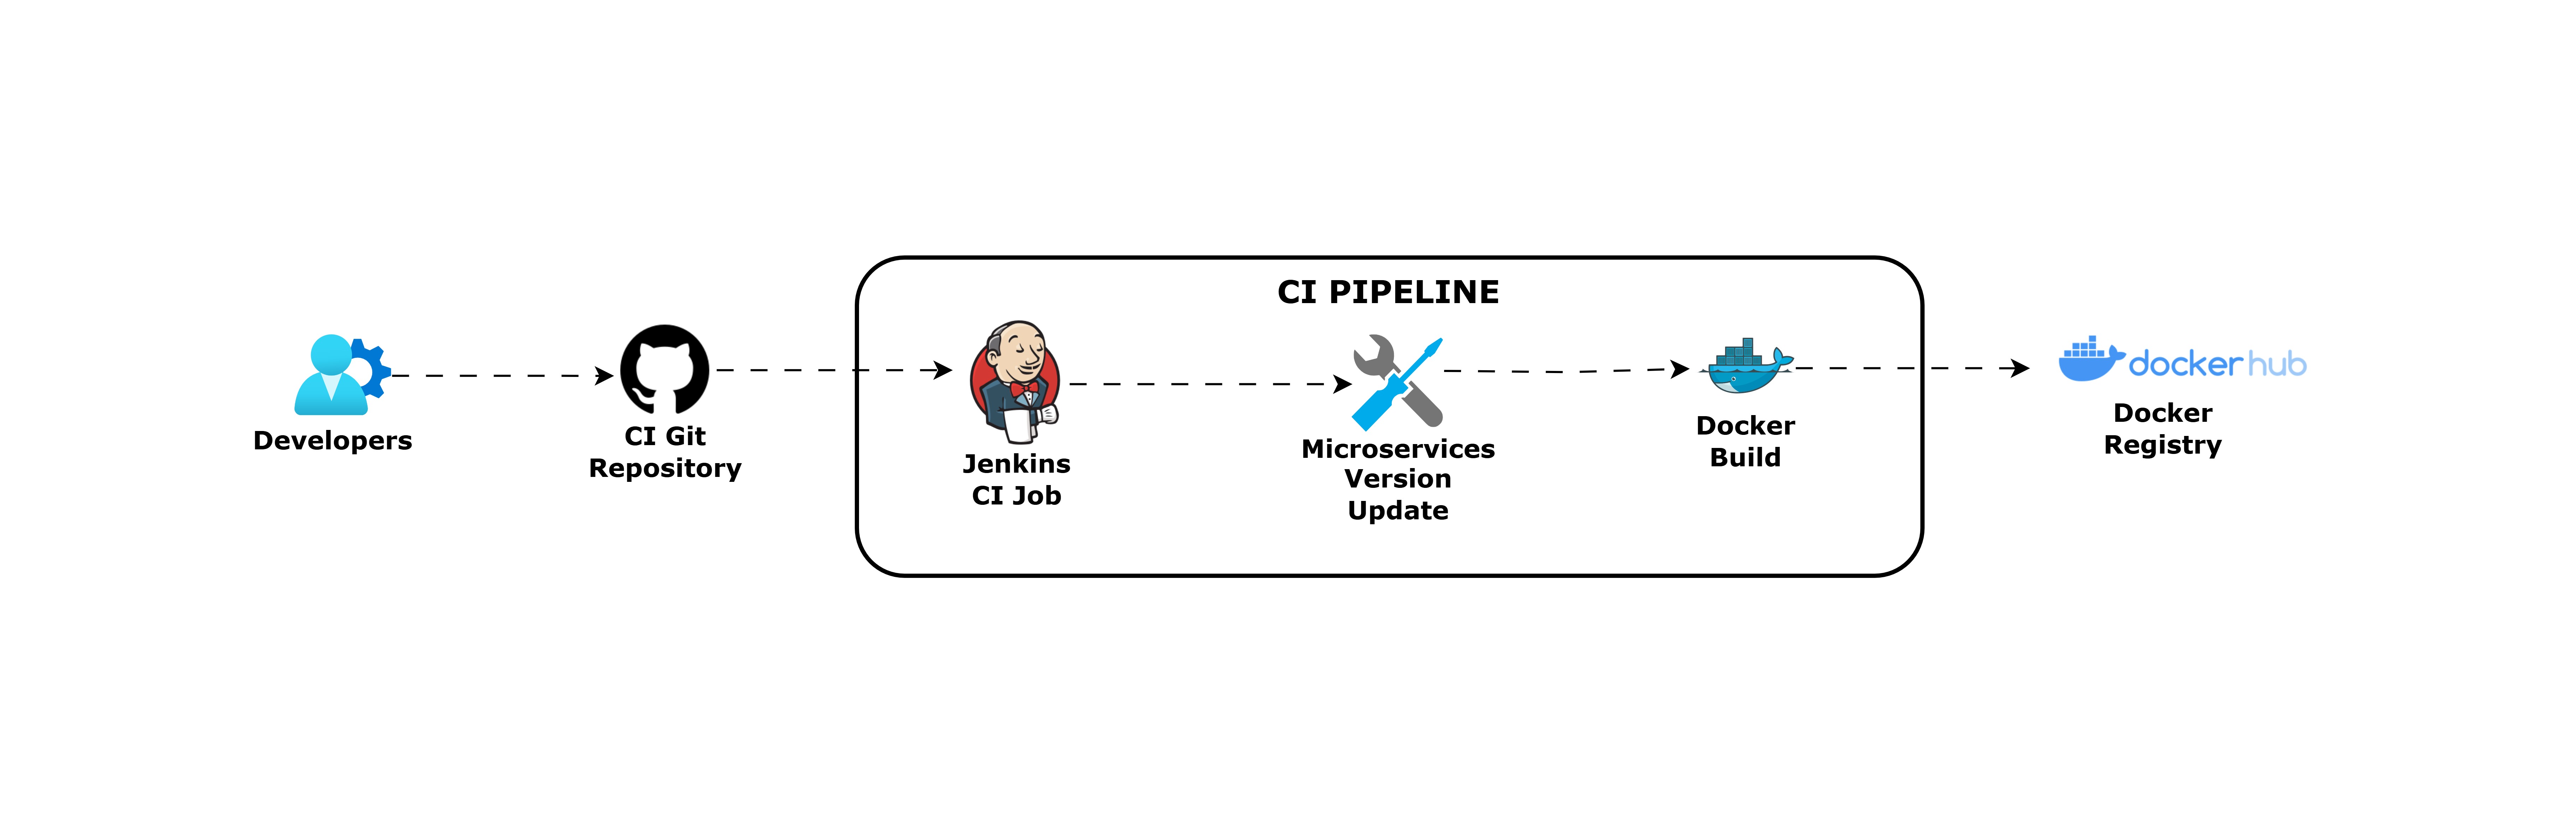 CI PIPELINE
Developers
CI Git
Repository
Jenkins
CI Job
Microservices
Version
Update
Docker
Build
docker hub
Docker
Registry